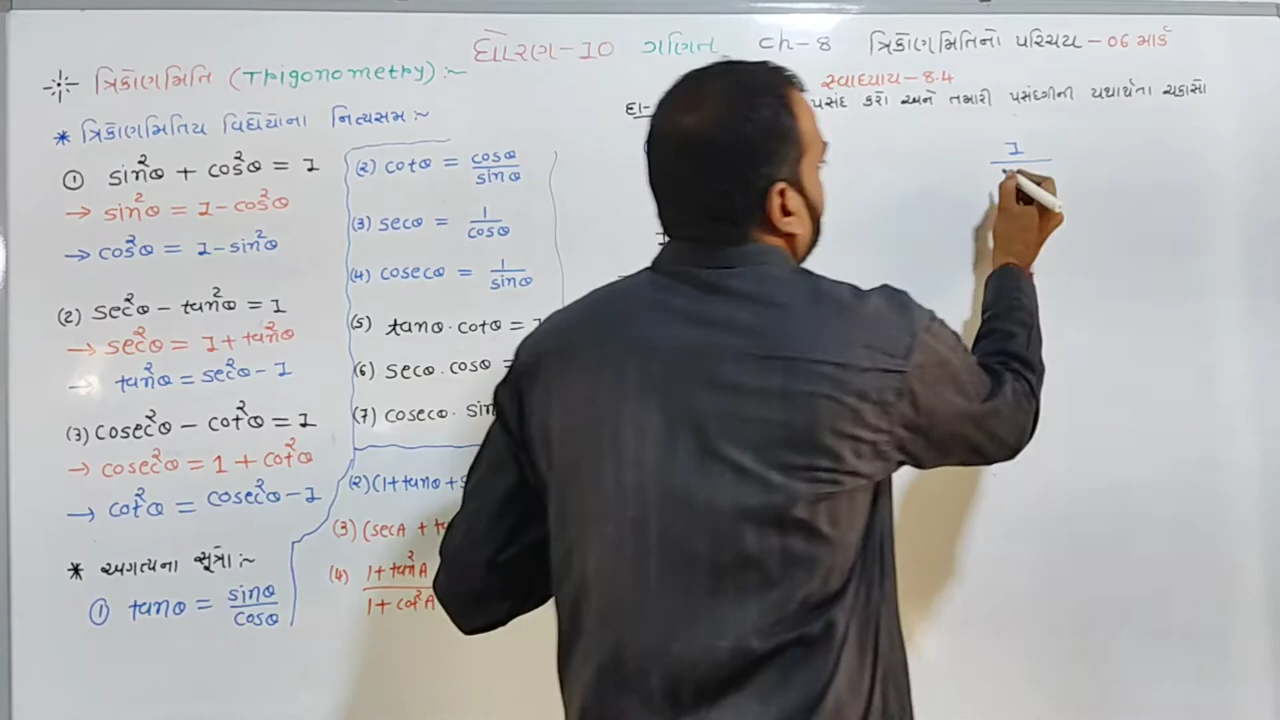 ધોરણ-10 ગણિત ch-8 ત્રિકોણમિતિનો પરિચય - 06 માર્ક
ત્રિકોણમિતિ (Trigonometry) :~
* ત્રિકોણમિતિય વિધેયોના નિત્યસમ :~
① sin²θ + cos²θ = 1
→ sin²θ = 1 - cos²θ
→ cos²θ = 1 - sin²θ
(2) sec²θ - tan²θ = 1
→ sec²θ = 1 + tan²θ
→ tan²θ = sec²θ - 1
(3) cosec²θ - cot²θ = 1
→ cosec²θ = 1 + cot²θ
→ cot²θ = cosec²θ - 1
* અગત્યના સૂત્રો :~
① tanθ = sinθ/cosθ
(2) cotθ = cosθ/sinθ
(3) secθ = 1/cosθ
(4) cosecθ = 1/sinθ
(5) tanθ · cotθ =
(6) secθ · cosθ =
(7) cosecθ · sin
(2) (1+tanθ+
(3) (secA +
(4) 1+tan²A/1+cot²A
સ્વાધ્યાય - 8.4
દા-
પસંદ કરો અને તમારી પસંદગીની યથાર્થતા ચકાસો
1